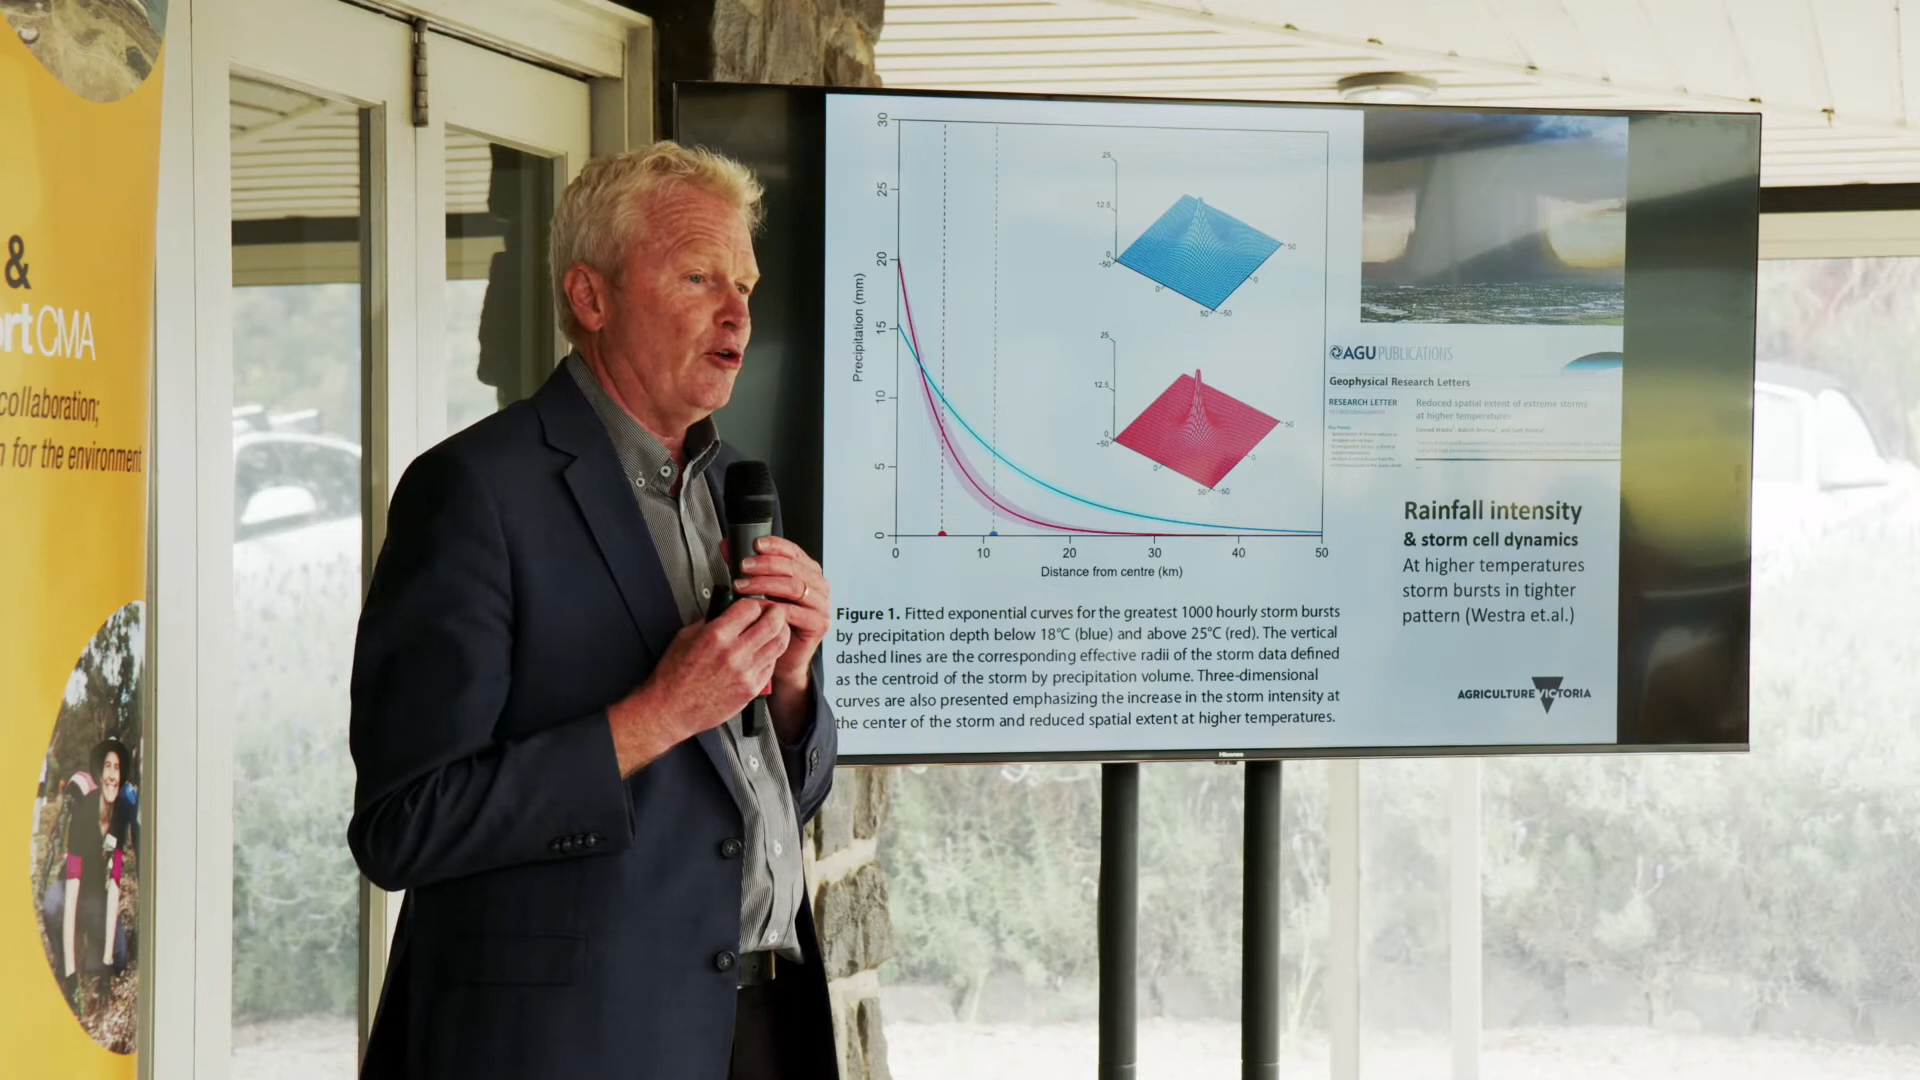 &
rtCMA
collaboration;
n for the environment
30
25
20
15
10
5
0
Precipitation (mm)
0 10 20 30 40 50
Distance from centre (km)
25
12.5
0
-50
0
50
-50
0
50
25
12.5
0
-50
0
50
-50
0
50
Figure 1. Fitted exponential curves for the greatest 1000 hourly storm bursts
by precipitation depth below 18°C (blue) and above 25°C (red). The vertical
dashed lines are the corresponding effective radii of the storm data defined
as the centroid of the storm by precipitation volume. Three-dimensional
curves are also presented emphasizing the increase in the storm intensity at
the center of the storm and reduced spatial extent at higher temperatures.
AGU PUBLICATIONS
Geophysical Research Letters
RESEARCH LETTER
Reduced spatial extent of extreme storms
at higher temperatures
Rainfall intensity
& storm cell dynamics
At higher temperatures
storm bursts in tighter
pattern (Westra et.al.)
AGRICULTURE VICTORIA
Hisense